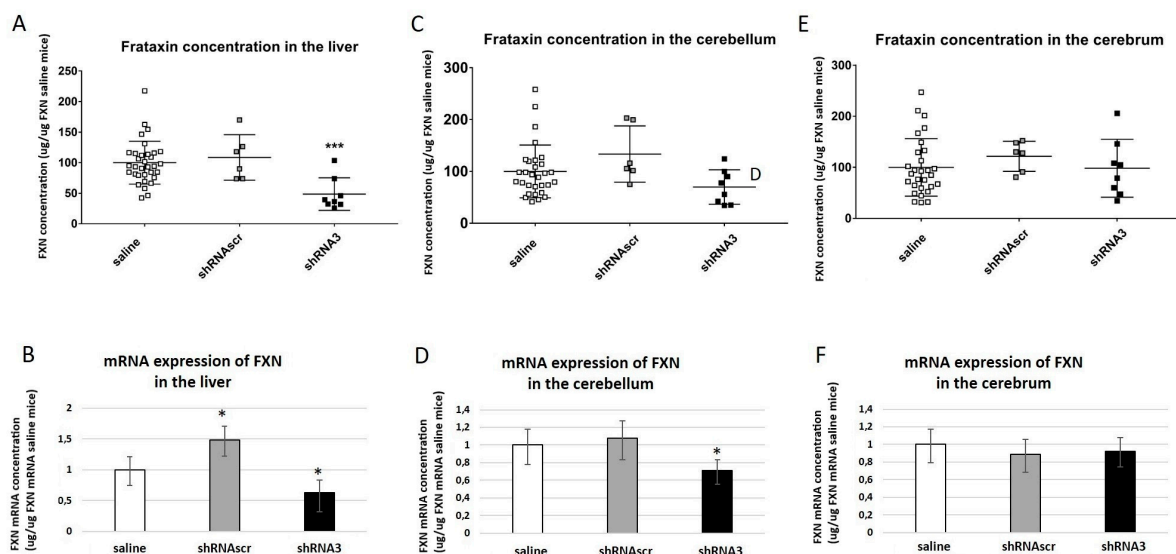 A
Frataxin concentration in the liver
FXN concentration (ug/ug FXN saline mice)
250
200
150
100
50
0
***
saline
shRNAscr
shRNA3
C
Frataxin concentration in the cerebellum
FXN concentration (ug/ug FXN saline mice)
300
200
100
0
D
saline
shRNAscr
shRNA3
E
Frataxin concentration in the cerebrum
FXN concentration (ug/ug FXN saline mice)
300
200
100
0
saline
shRNAscr
shRNA3
B
mRNA expression of FXN
in the liver
FXN mRNA concentration
(ug/ug FXN mRNA saline mice)
2
1,5
1
0,5
0
*
*
saline
shRNAscr
shRNA3
D
mRNA expression of FXN
in the cerebellum
FXN mRNA concentration
(ug/ug FXN mRNA saline mice)
1,4
1,2
1
0,8
0,6
0,4
0,2
0
*
saline
shRNAscr
shRNA3
F
mRNA expression of FXN
in the cerebrum
FXN mRNA concentration
(ug/ug FXN mRNA saline mice)
1,4
1,2
1
0,8
0,6
0,4
0,2
0
saline
shRNAscr
shRNA3